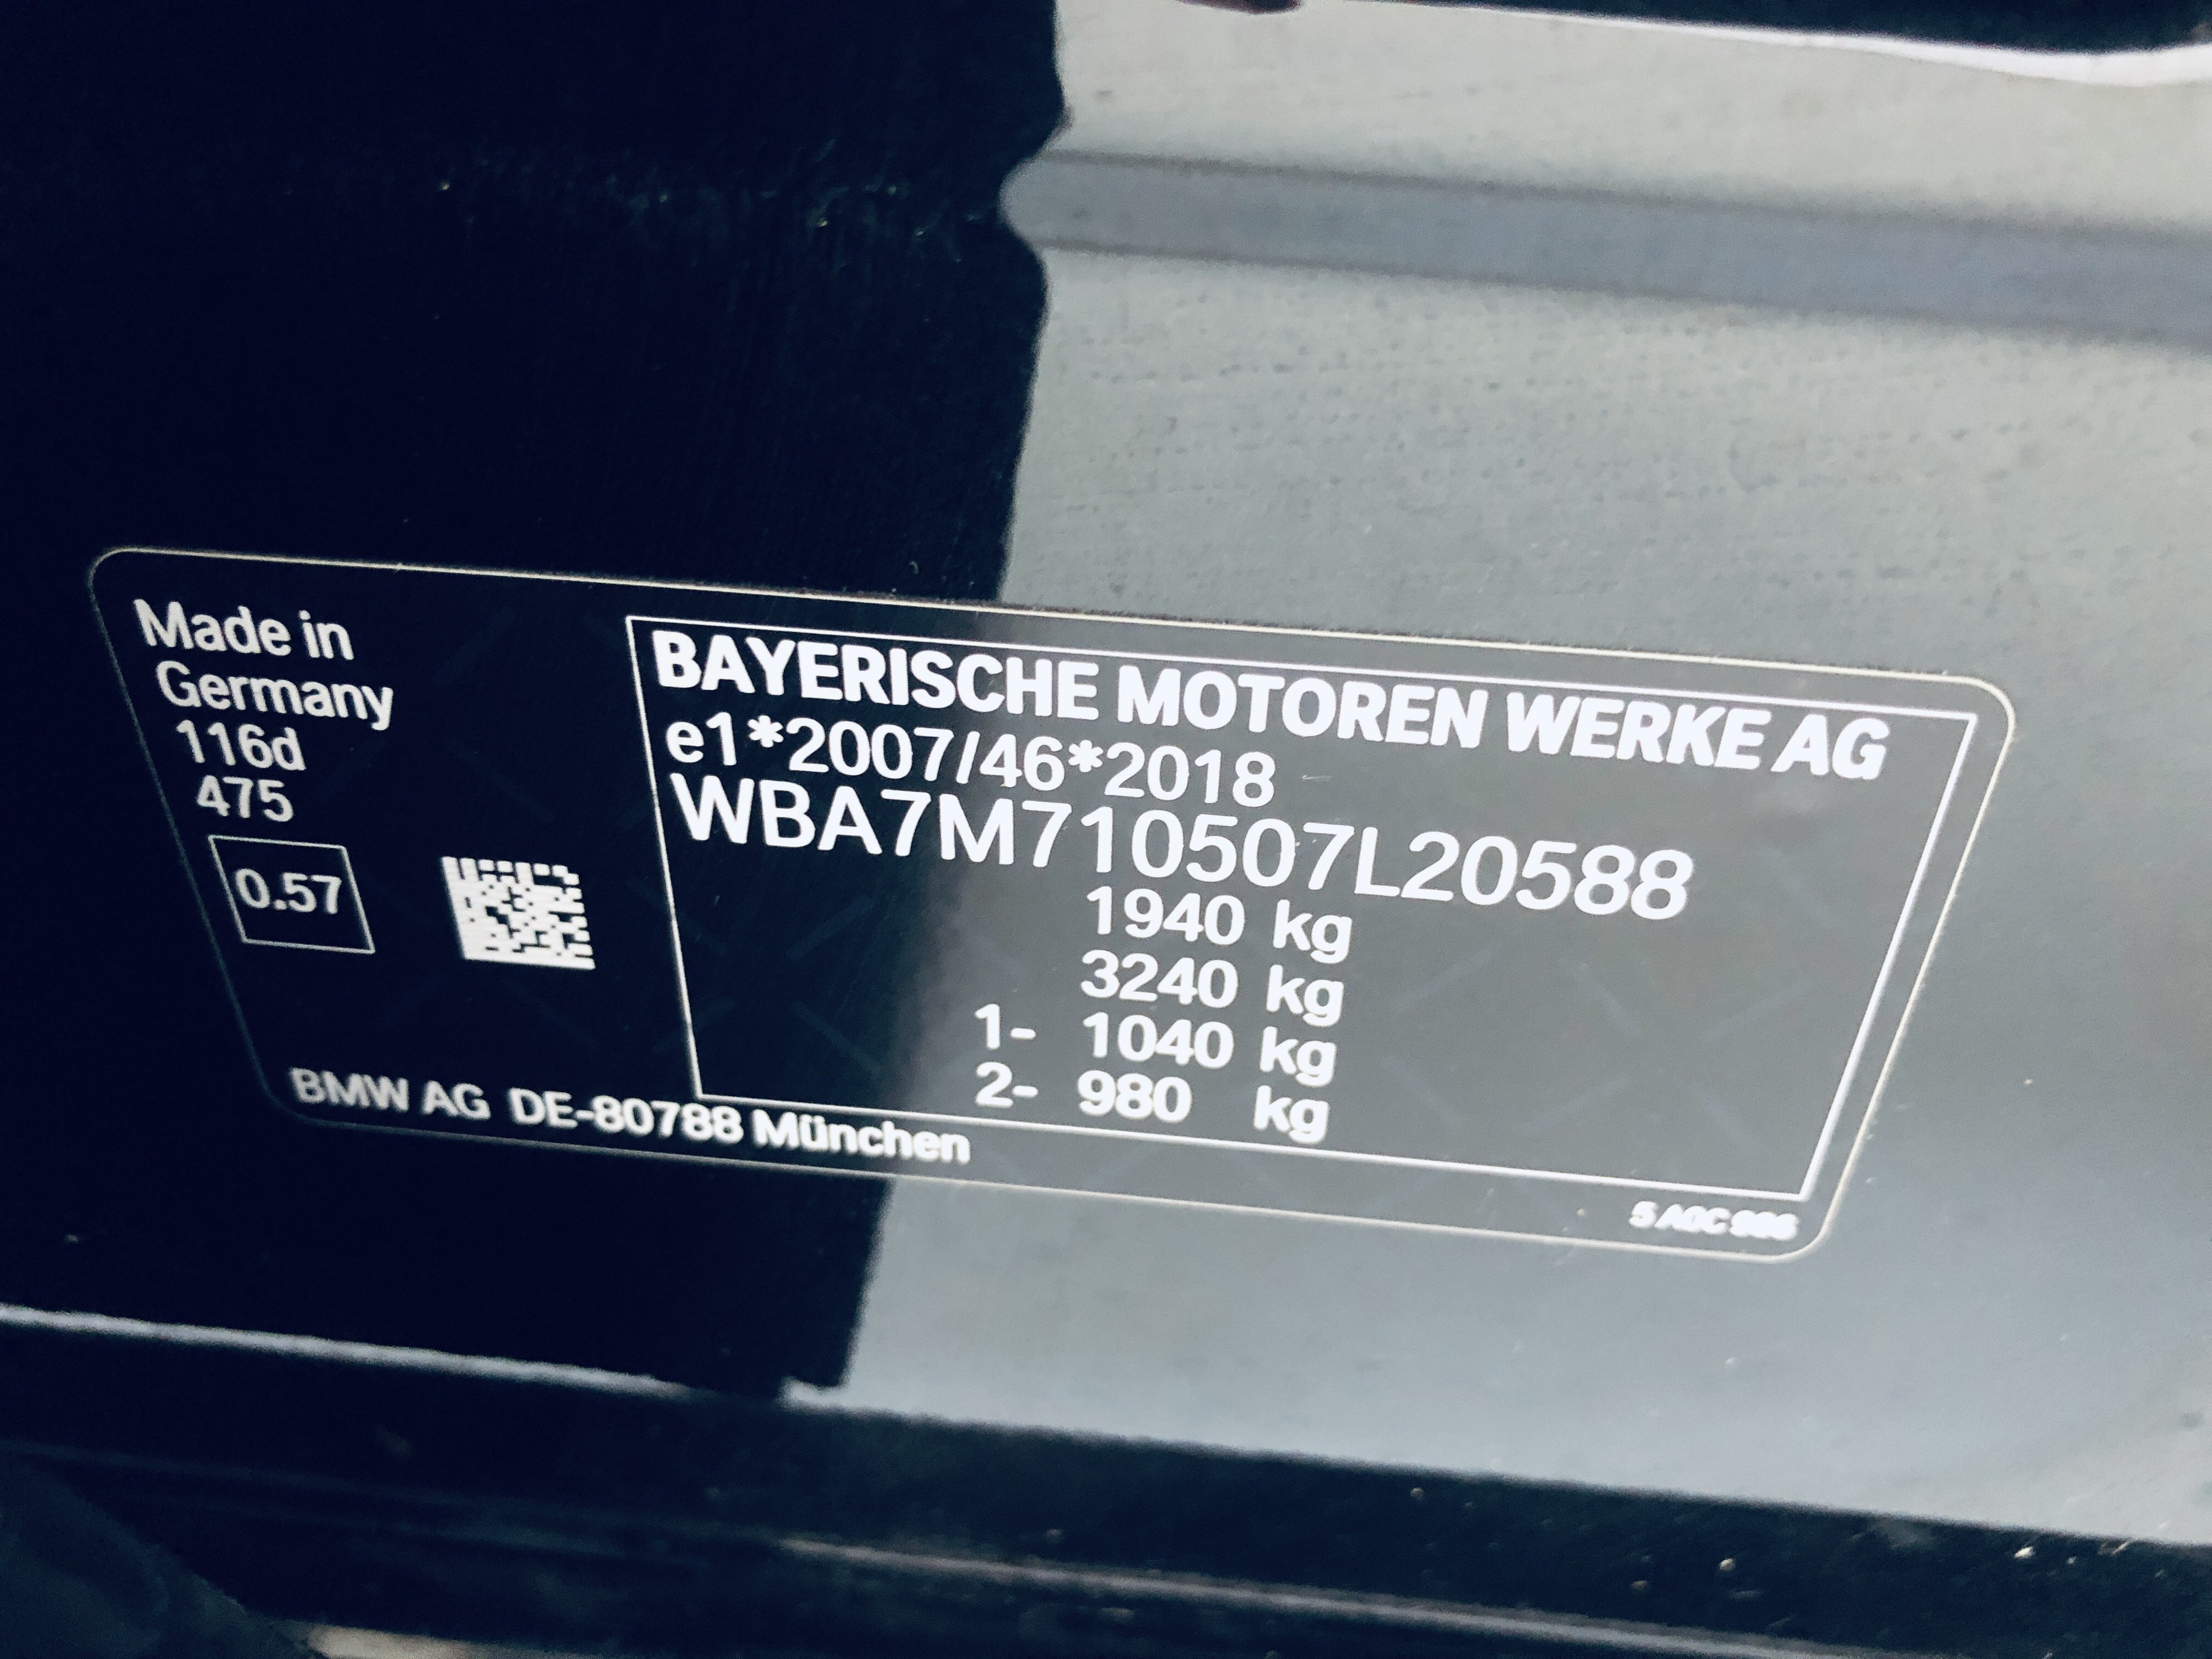 Made in
Germany
116d
475
0.57
BMW AG DE-80788 München
BAYERISCHE MOTOREN WERKE AG
e1*2007/46*2018
WBA7M710507L20588
1940 kg
3240 kg
1- 1040 kg
2- 980 kg